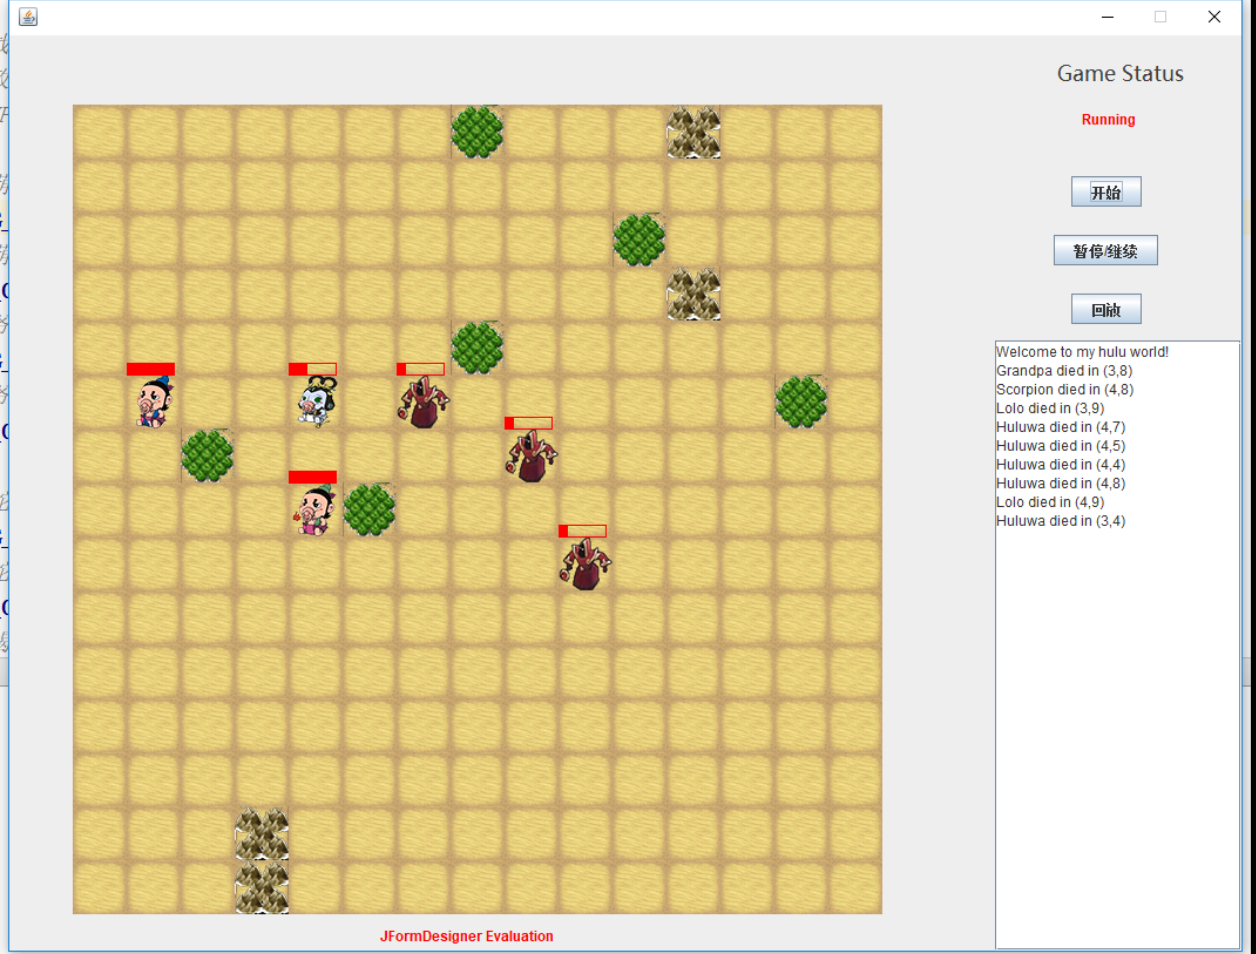 Game Status
Running
开始
暂停/继续
回放
Welcome to my hulu world!
Grandpa died in (3,8)
Scorpion died in (4,8)
Lolo died in (3,9)
Huluwa died in (4,7)
Huluwa died in (4,5)
Huluwa died in (4,4)
Huluwa died in (4,8)
Lolo died in (4,9)
Huluwa died in (3,4)
JFormDesigner Evaluation